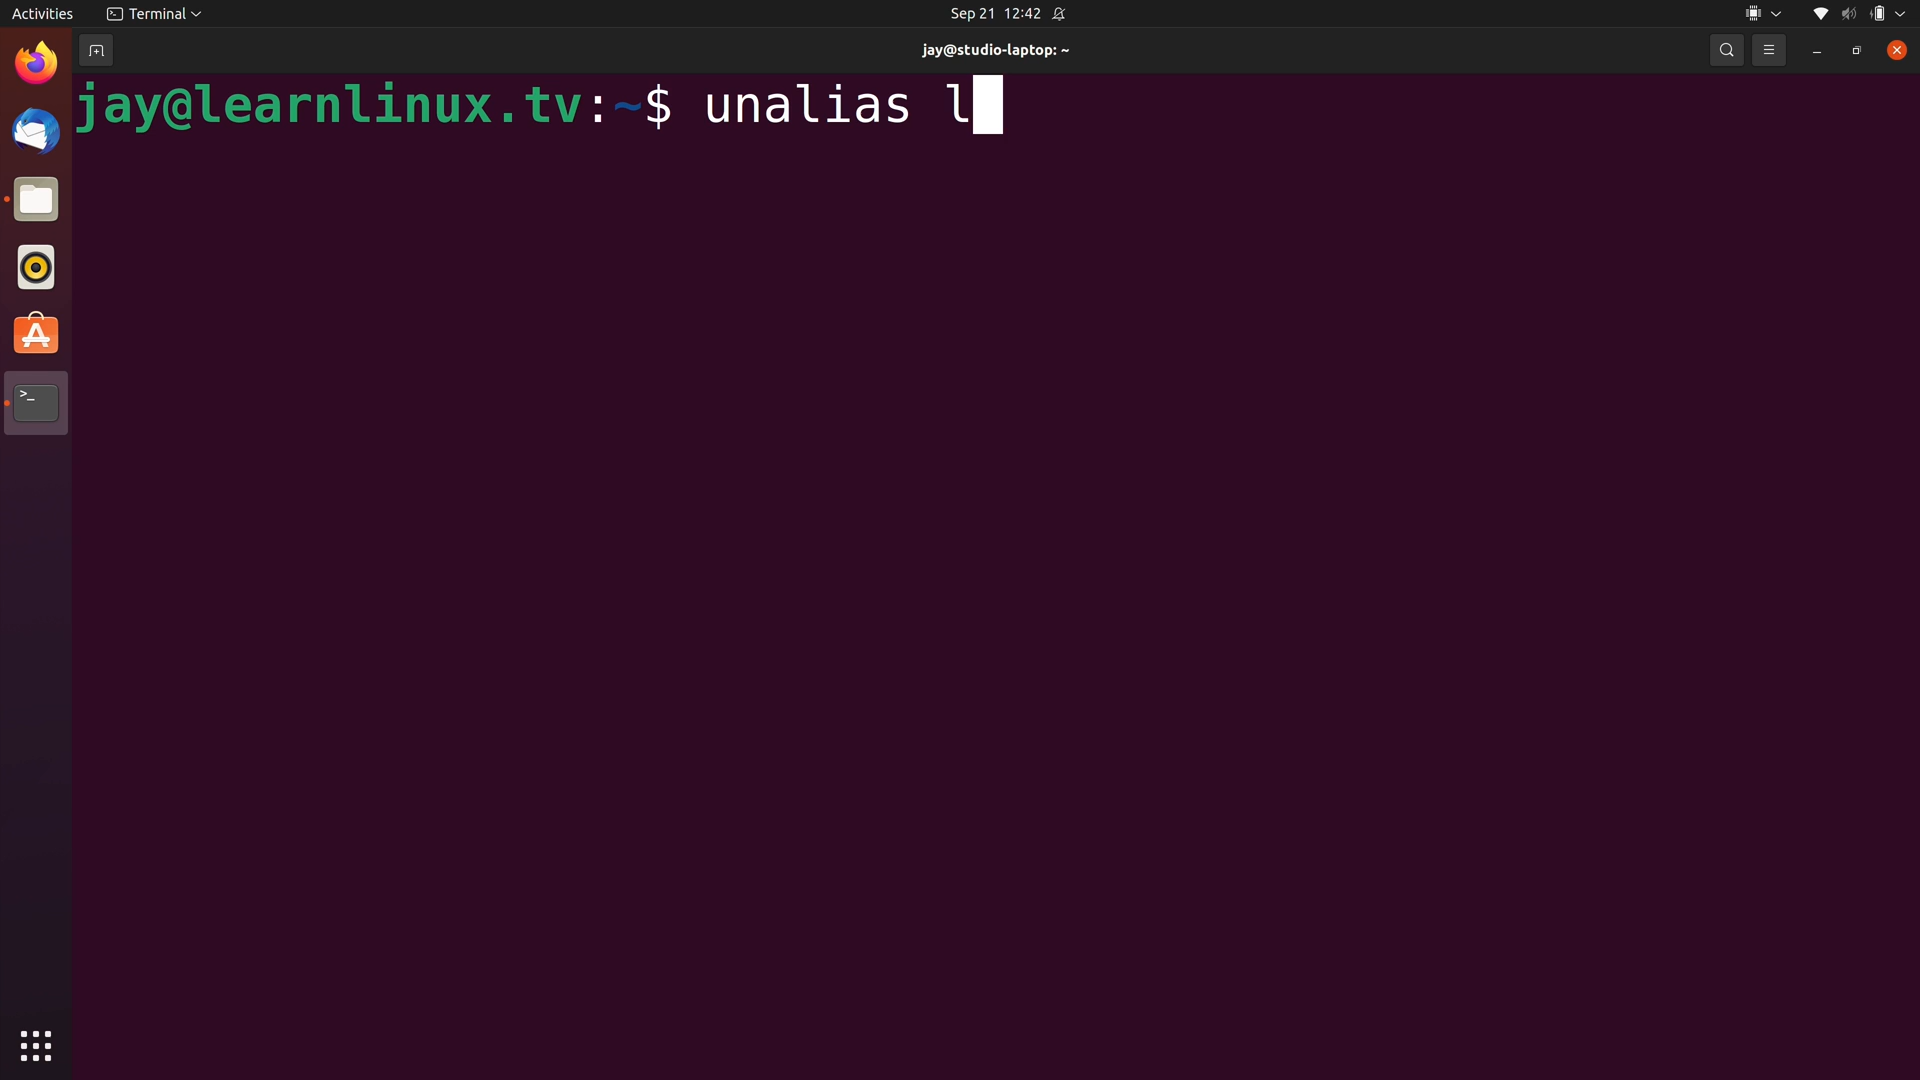 Activities
Terminal
Sep 21 12:42
jay@studio-laptop: ~
jay@learnlinux.tv:~$ unalias l
>_